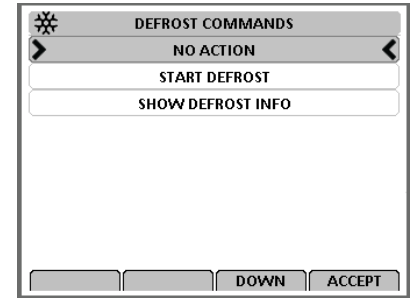 DEFROST COMMANDS
NO ACTION
START DEFROST
SHOW DEFROST INFO
DOWN ACCEPT